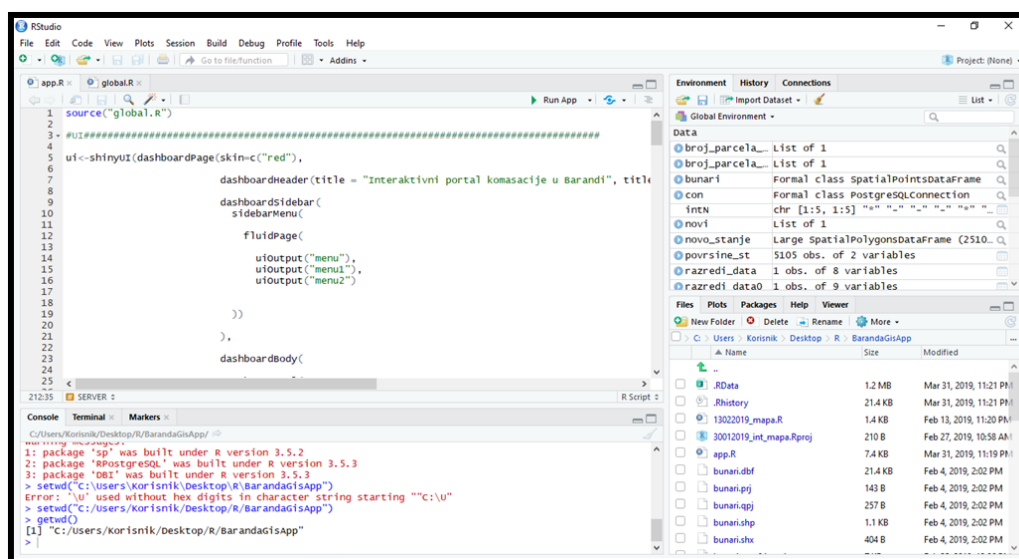 RStudio
File Edit Code View Plots Session Build Debug Profile Tools Help
Go to file/function Addins
Project: (None)
app.R global.R
Run App
1 source("global.R")
2
3 #UI##############################################################################################
4
5 ui<-shinyUI(dashboardPage(skin=c("red"),
6
7 dashboardHeader(title = "Interaktivni portal komasacije u Barandi", titl
8
9 dashboardSidebar(
10 sidebarMenu(
11
12 fluidPage(
13
14 uiOutput("menu"),
15 uiOutput("menu1"),
16 uiOutput("menu2")
17
18
19 ))
20
21 ),
22
23 dashboardBody(
24
25
212:35 SERVER R Script
Console Terminal Markers
C:/Users/Korisnik/Desktop/R/BarandaGisApp/
warning messages:
1: package 'sp' was built under R version 3.5.2
2: package 'RPostgreSQL' was built under R version 3.5.3
3: package 'DBI' was built under R version 3.5.3
> setwd("C:\Users\Korisnik\Desktop\R\BarandaGisApp")
Error: '\U' used without hex digits in character string starting ""C:\U"
> setwd("C:/Users/Korisnik/Desktop/R/BarandaGisApp")
> getwd()
[1] "C:/Users/Korisnik/Desktop/R/BarandaGisApp"
>
Environment History Connections
Import Dataset List
Global Environment
Data
broj_parcela_… List of 1
broj_parcela_… List of 1
bunari Formal class SpatialPointsDataFrame
con Formal class PostgreSQLConnection
intN chr [1:5, 1:5] "*" "-" "-" "-" "*" "…
novi List of 1
novo_stanje Large SpatialPolygonsDataFrame (2510…
povrsine_st 5105 obs. of 2 variables
razredi_data 1 obs. of 8 variables
razredi data0 1 obs. of 9 variables
Files Plots Packages Help Viewer
New Folder Delete Rename More
C: Users Korisnik Desktop R BarandaGisApp ...
Name Size Modified
..
.RData 1.2 MB Mar 31, 2019, 11:21 PM
.Rhistory 21.4 KB Mar 31, 2019, 11:21 PM
13022019_mapa.R 1.4 KB Feb 13, 2019, 11:20 PM
30012019_int_mapa.Rproj 210 B Feb 27, 2019, 10:58 AM
app.R 7.4 KB Mar 31, 2019, 11:19 PM
bunari.dbf 21.4 KB Feb 4, 2019, 2:02 PM
bunari.prj 143 B Feb 4, 2019, 2:02 PM
bunari.qpj 257 B Feb 4, 2019, 2:02 PM
bunari.shp 1.1 KB Feb 4, 2019, 2:02 PM
bunari.shx 404 B Feb 4, 2019, 2:02 PM